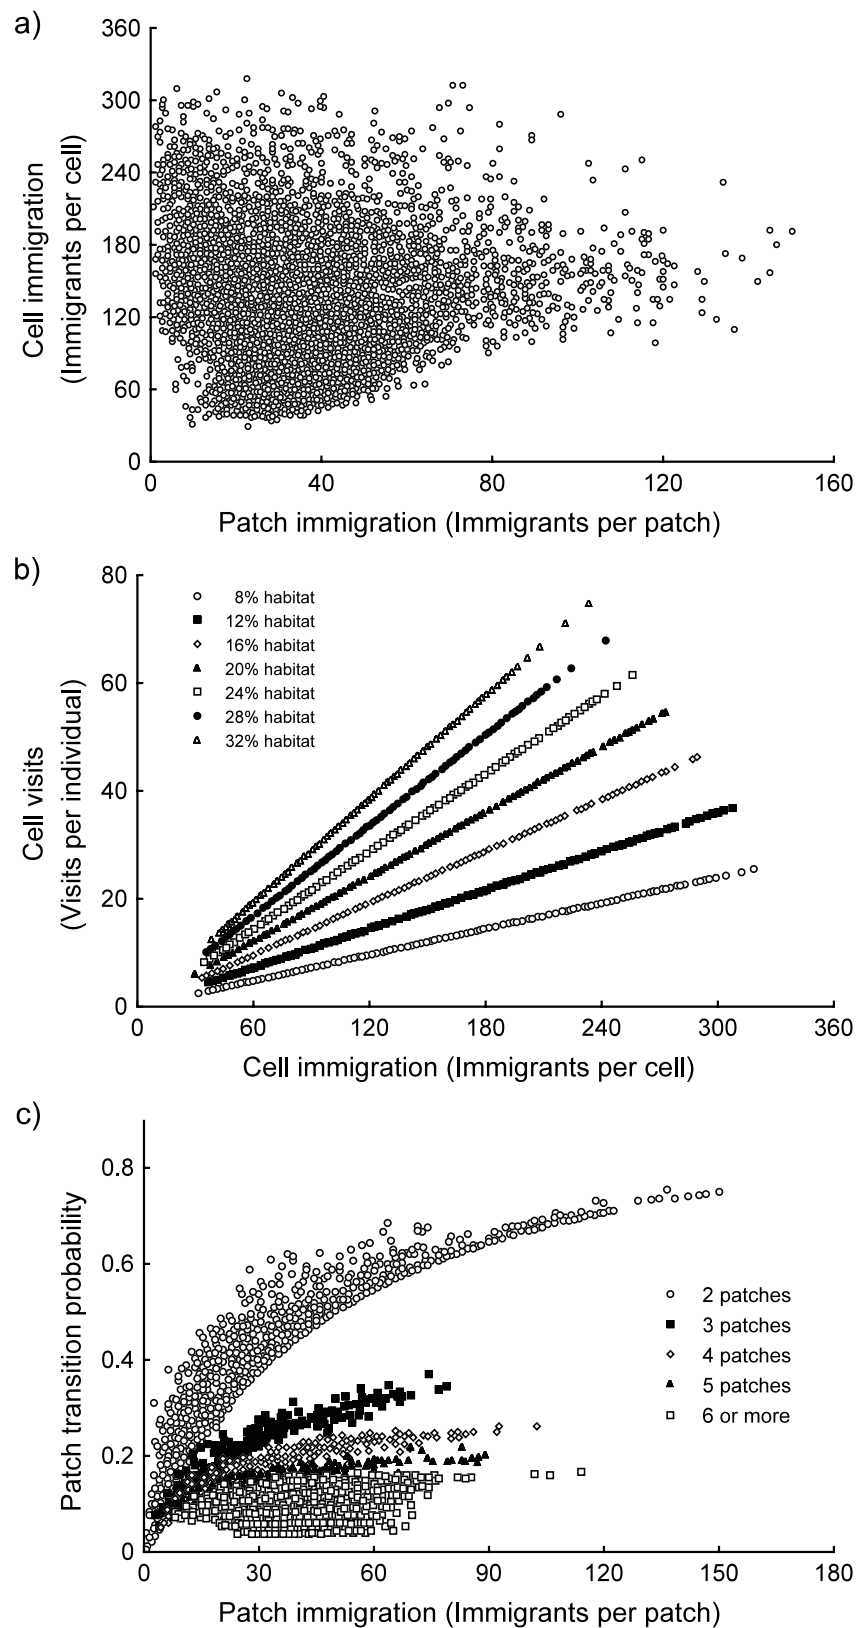 a)
360
300
240
180
120
60
0
Cell immigration
(Immigrants per cell)
0 40 80 120 160
Patch immigration (Immigrants per patch)
b)
80
60
40
20
0
Cell visits
(Visits per individual)
8% habitat
12% habitat
16% habitat
20% habitat
24% habitat
28% habitat
32% habitat
0 60 120 180 240 300 360
Cell immigration (Immigrants per cell)
c)
0.8
0.6
0.4
0.2
0
Patch transition probability
2 patches
3 patches
4 patches
5 patches
6 or more
0 30 60 90 120 150 180
Patch immigration (Immigrants per patch)